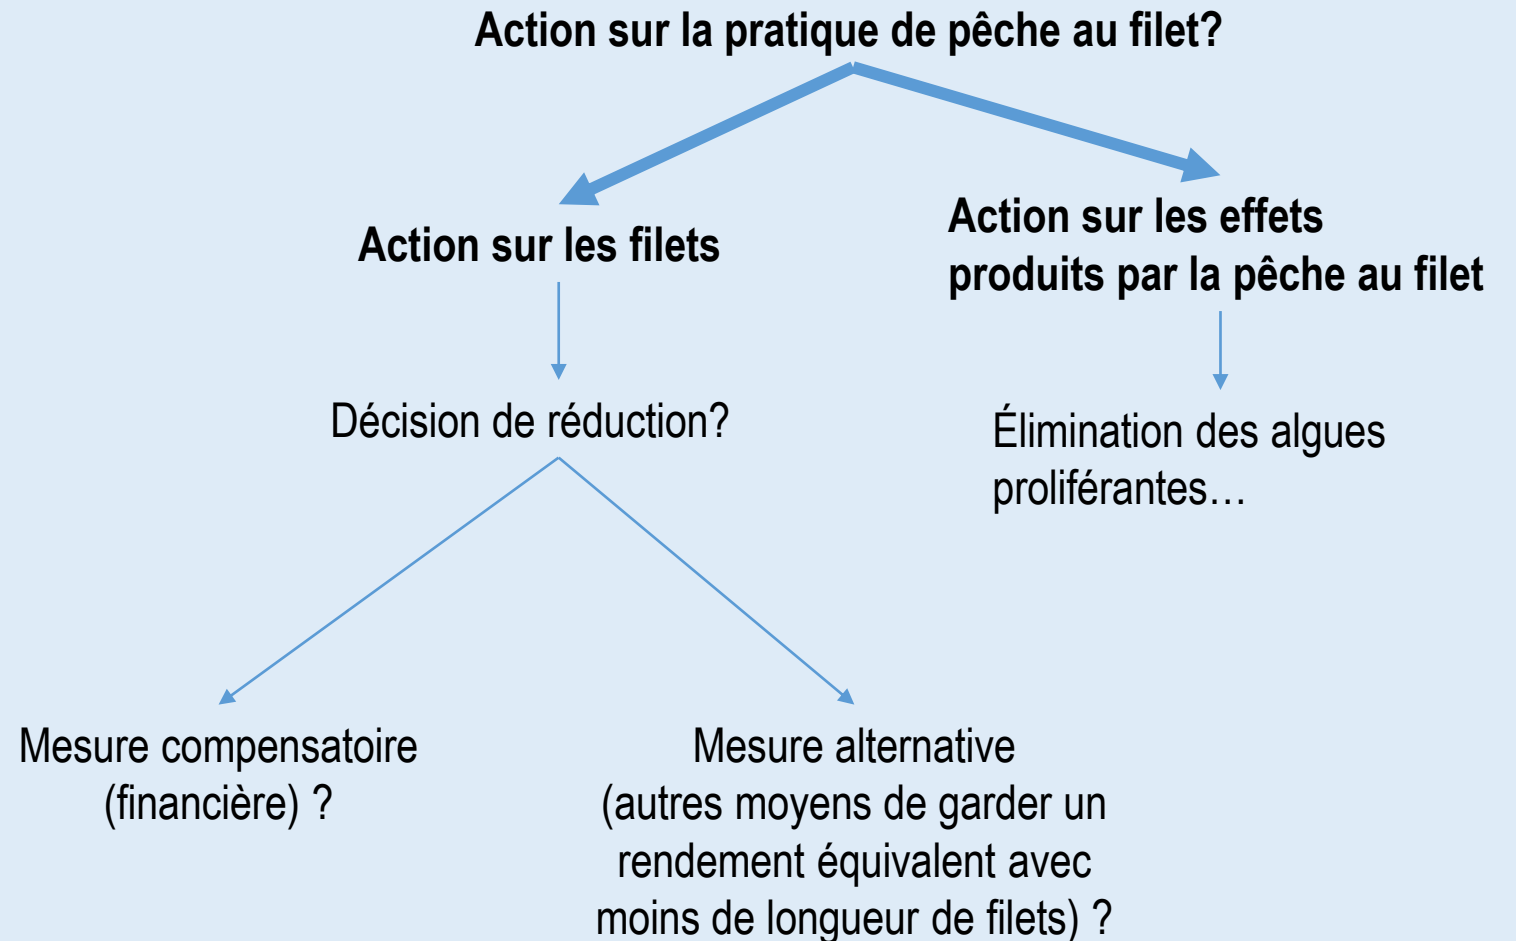 Action sur la pratique de pêche au filet?
Action sur les filets
Action sur les effets
produits par la pêche au filet
Décision de réduction?
Élimination des algues
proliférantes…
Mesure compensatoire
(financière) ?
Mesure alternative
(autres moyens de garder un
rendement équivalent avec
moins de longueur de filets) ?